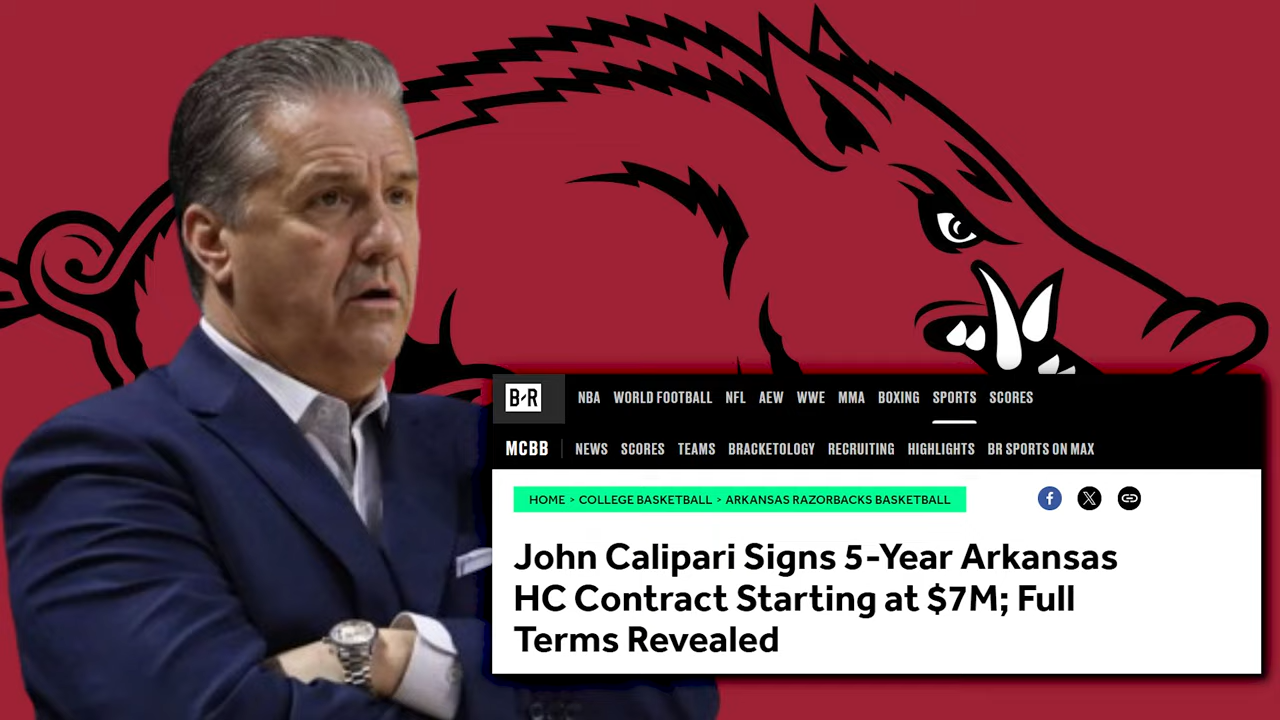 B/R
NBA WORLD FOOTBALL NFL AEW WWE MMA BOXING SPORTS SCORES
MCBB NEWS SCORES TEAMS BRACKETOLOGY RECRUITING HIGHLIGHTS BR SPORTS ON MAX
HOME > COLLEGE BASKETBALL > ARKANSAS RAZORBACKS BASKETBALL
John Calipari Signs 5-Year Arkansas
HC Contract Starting at $7M; Full
Terms Revealed